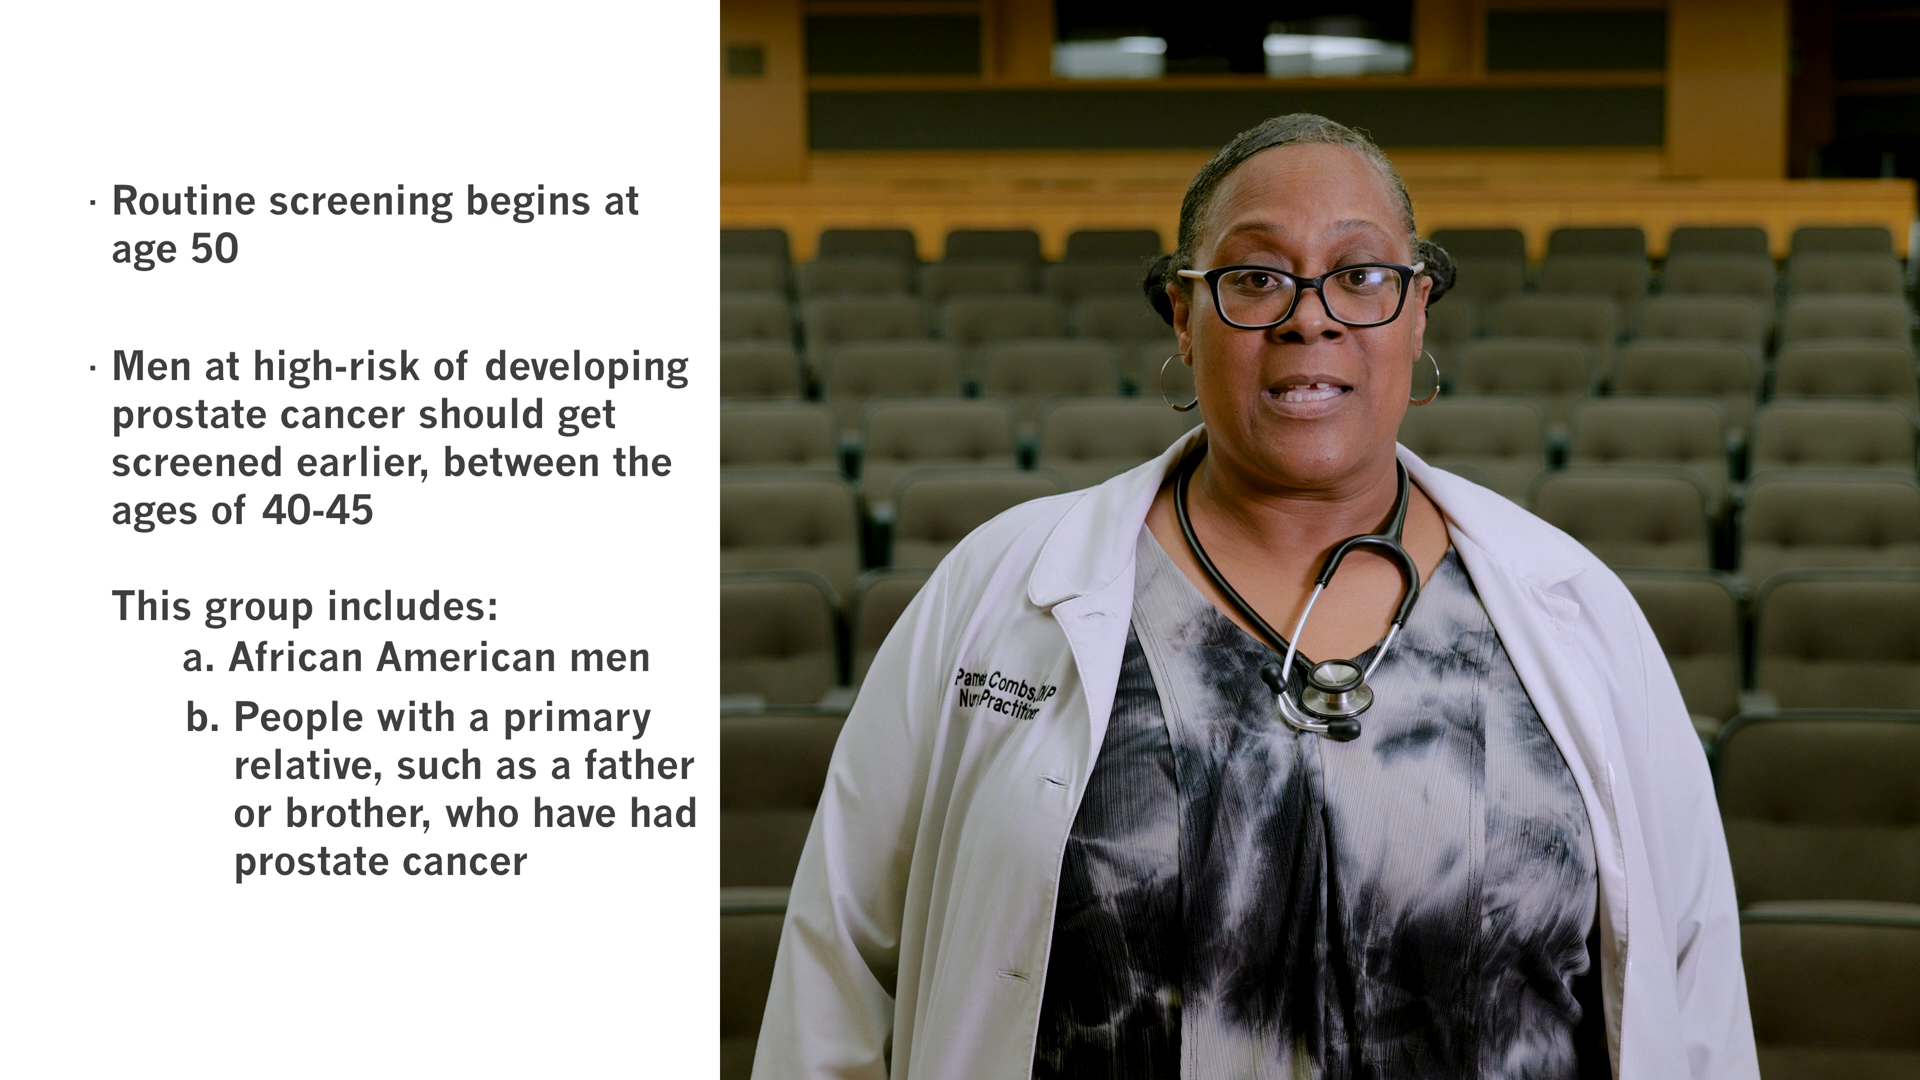 · Routine screening begins at
age 50
· Men at high-risk of developing
prostate cancer should get
screened earlier, between the
ages of 40-45
This group includes:
a. African American men
b. People with a primary
relative, such as a father
or brother, who have had
prostate cancer
Combs,
Practitioner